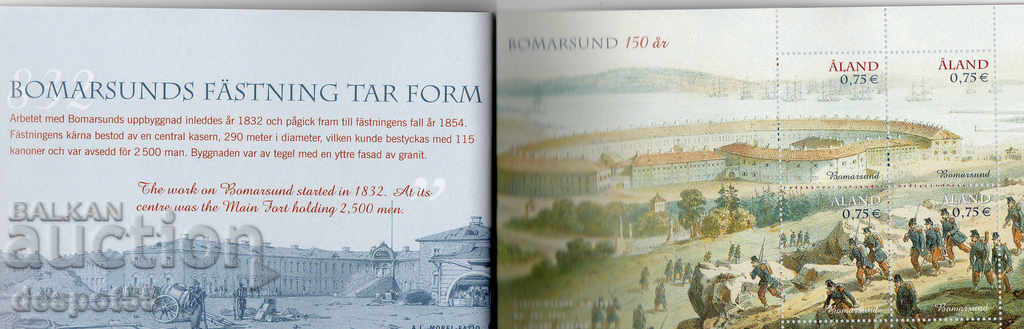 832
BOMARSUNDS FÄSTNING TAR FORM
Arbetet med Bomarsunds uppbyggnad inleddes år 1832 och pågick fram till fästningens fall år 1854.
Fästningens kärna bestod av en central kasern, 290 meter i diameter, vilken kunde bestyckas med 115
kanoner och var avsedd för 2 500 man. Byggnaden var av tegel med en yttre fasad av granit.
The work on Bomarsund started in 1832. At its
centre was the Main Fort holding 2,500 men.
BALKAN
auction
BOMARSUND 150 år
ÅLAND
0,75 €
ÅLAND
0,75 €
Bomarsund
Bomarsund
ÅLAND
0,75 €
ÅLAND
0,75 €
Bomarsund
Bomarsund